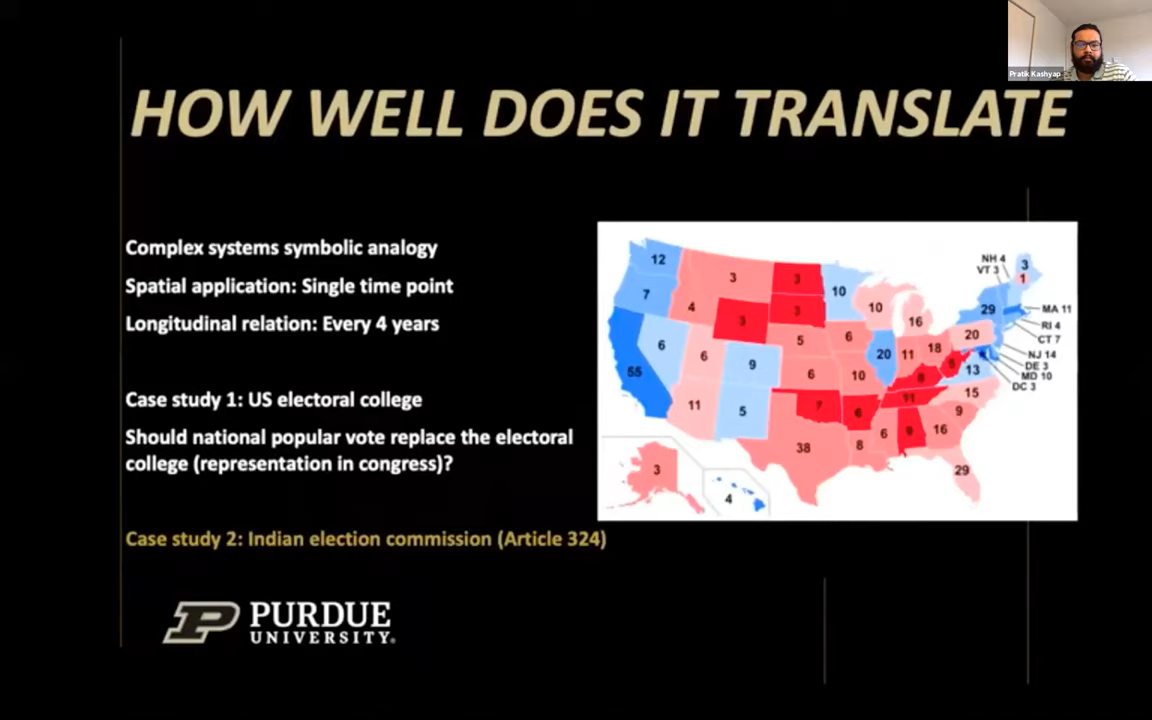 Pratik Kashyap
HOW WELL DOES IT TRANSLATE
Complex systems symbolic analogy
Spatial application: Single time point
Longitudinal relation: Every 4 years
Case study 1: US electoral college
Should national popular vote replace the electoral
college (representation in congress)?
Case study 2: Indian election commission (Article 324)
12
3
3
NH 4
3
VT 3
1
7
4
3
3
10
10
29
MA 11
16
RI 4
20
CT 7
6
6
9
5
6
20
11
18
5
13
NJ 14
DE 3
MD 10
DC 3
55
6
10
8
15
11
5
7
6
11
9
38
8
6
9
16
29
3
4
P PURDUE
UNIVERSITY.